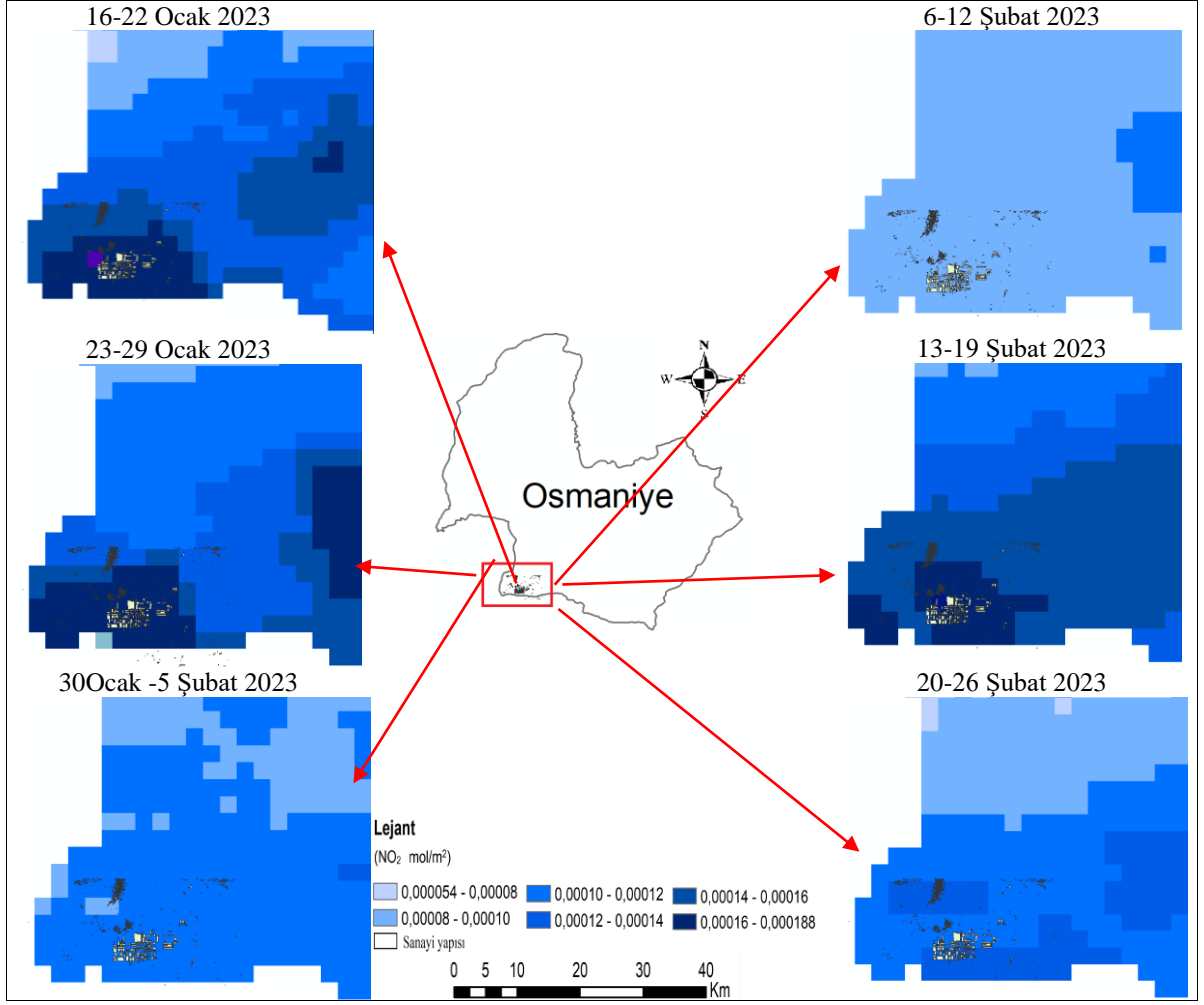 16-22 Ocak 2023
6-12 Şubat 2023
23-29 Ocak 2023
13-19 Şubat 2023
N
W
E
S
Osmaniye
30Ocak -5 Şubat 2023
20-26 Şubat 2023
Lejant
(NO₂ mol/m²)
0,000054 - 0,00008
0,00010 - 0,00012
0,00014 - 0,00016
0,00008 - 0,00010
0,00012 - 0,00014
0,00016 - 0,000188
Sanayi yapısı
0 5 10 20 30 40
Km